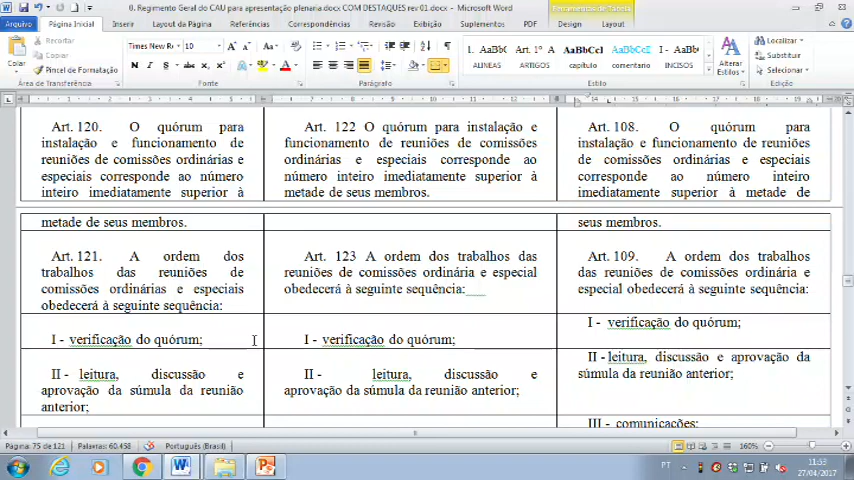 0. Regimento Geral do CAU para apresentação plenaria.docx COM DESTAQUES rev 01.docx - Microsoft Word
Arquivo Página Inicial Inserir Layout da Página Referências Correspondências Revisão Exibição Suplementos PDF Design Layout
Colar
Recortar
Copiar
Pincel de Formatação
Área de Transferência
Times New R 10
Fonte
Parágrafo
AaBbC
ALINEAS
Art. 1º A
ARTIGO
AaBbCcI
capítulo
AaBbCcE
comentario
I - AaBb
INCISOS
Alterar
Estilos
Estilo
Localizar
Substituir
Selecionar
Edição
Art. 120. O quórum para
instalação e funcionamento de
reuniões de comissões ordinárias e
especiais corresponde ao número
inteiro imediatamente superior à
metade de seus membros.
Art. 122 O quórum para instalação e
funcionamento de reuniões de comissões
ordinárias e especiais corresponde ao
número inteiro imediatamente superior à
metade de seus membros.
Art. 108. O quórum para
instalação e funcionamento de reuniões
de comissões ordinárias e especiais
corresponde ao número inteiro
imediatamente superior à metade de
seus membros.
Art. 121. A ordem dos
trabalhos das reuniões de
comissões ordinárias e especiais
obedecerá à seguinte sequência:
Art. 123 A ordem dos trabalhos das
reuniões de comissões ordinária e especial
obedecerá à seguinte sequência:
Art. 109. A ordem dos trabalhos
das reuniões de comissões ordinária e
especial obedecerá à seguinte sequência:
I - verificação do quórum;
I - verificação do quórum;
I - verificação do quórum;
II - leitura, discussão e
aprovação da súmula da reunião
anterior;
II - leitura, discussão e
aprovação da súmula da reunião anterior;
II - leitura, discussão e aprovação da
súmula da reunião anterior;
III - comunicações;
Página: 75 de 121 Palavras: 60.458 Português (Brasil) 160%
PT
27/04/2017